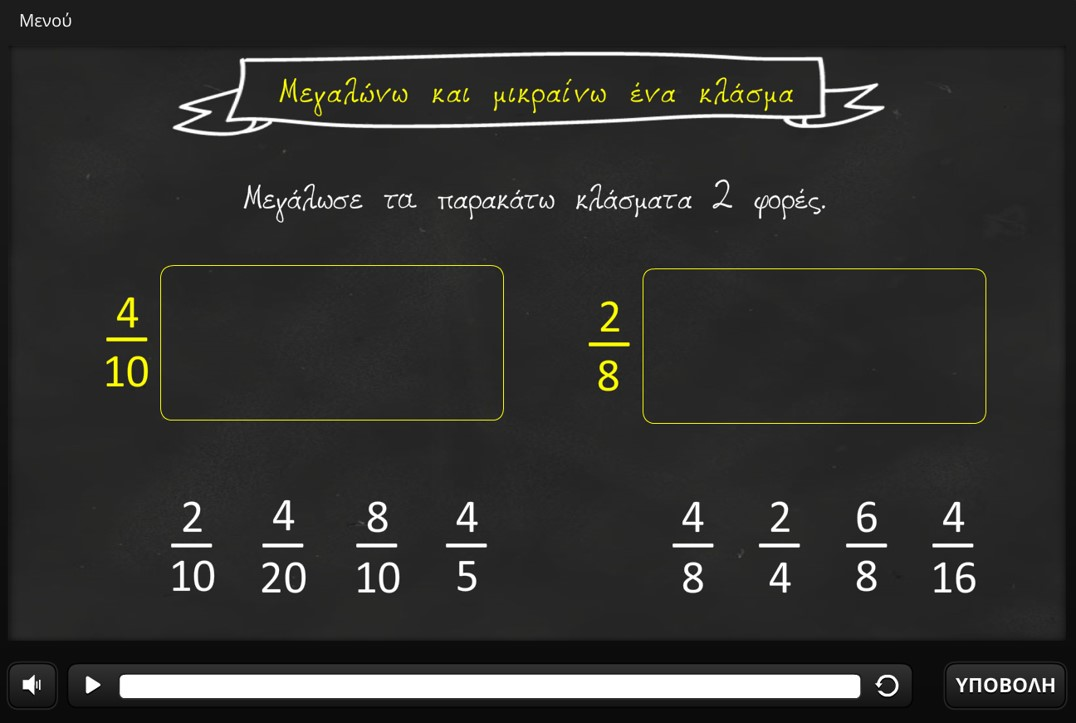 Μενού
Μεγαλώνω και μικραίνω ένα κλάσμα
Μεγάλωσε τα παρακάτω κλάσματα 2 φορές.
4/10 2/8
2/10 4/20 8/10 4/5 4/8 2/4 6/8 4/16
ΥΠΟΒΟΛΗ